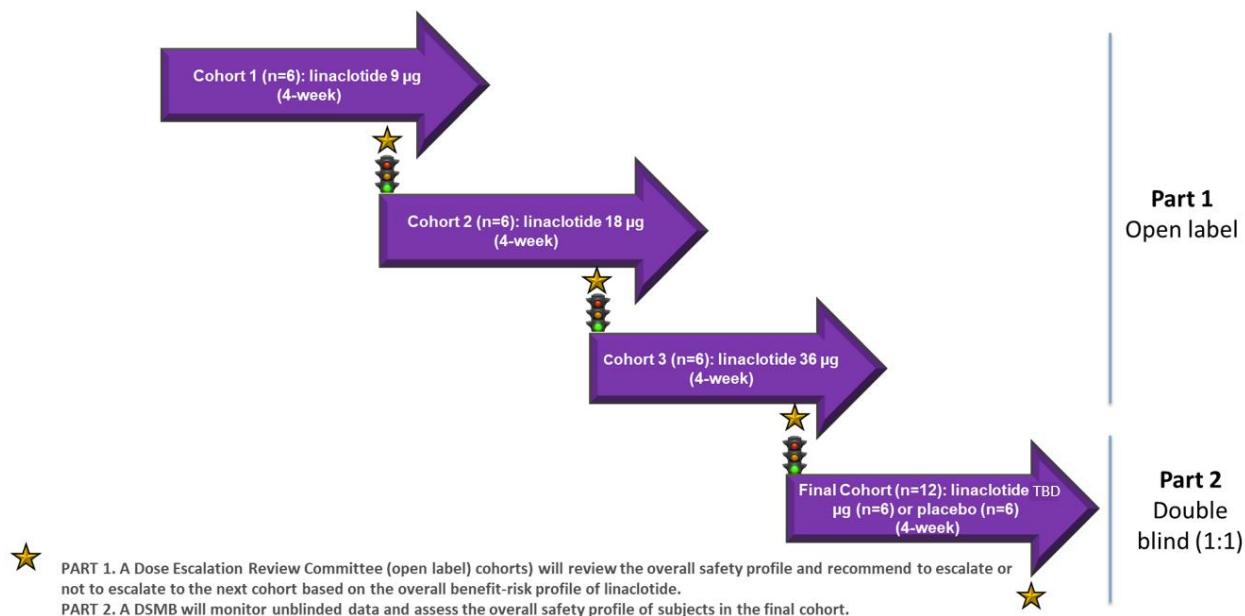 Cohort 1 (n=6): linaclotide 9 µg
(4-week)
Cohort 2 (n=6): linaclotide 18 µg
(4-week)
Part 1
Open label
Cohort 3 (n=6): linaclotide 36 µg
(4-week)
Final Cohort (n=12): linaclotide TBD
µg (n=6) or placebo (n=6)
(4-week)
Part 2
Double
blind (1:1)
PART 1. A Dose Escalation Review Committee (open label) cohorts) will review the overall safety profile and recommend to escalate or
not to escalate to the next cohort based on the overall benefit-risk profile of linaclotide.
PART 2. A DSMB will monitor unblinded data and assess the overall safety profile of subjects in the final cohort.